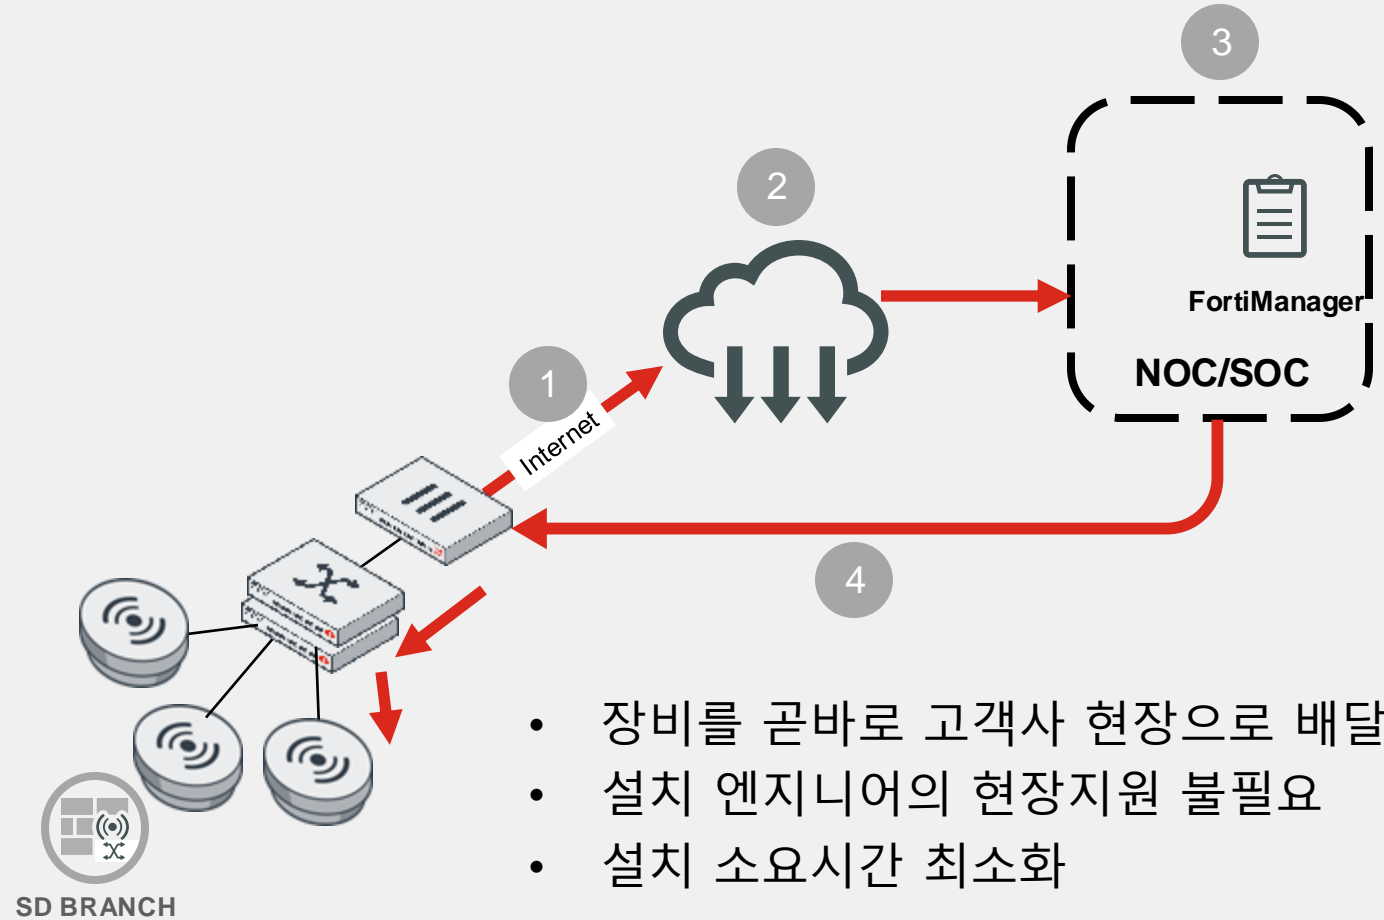 3
2
FortiManager
NOC/SOC
1
Internet
4
• 장비를 곧바로 고객사 현장으로 배달
• 설치 엔지니어의 현장지원 불필요
• 설치 소요시간 최소화
SD BRANCH